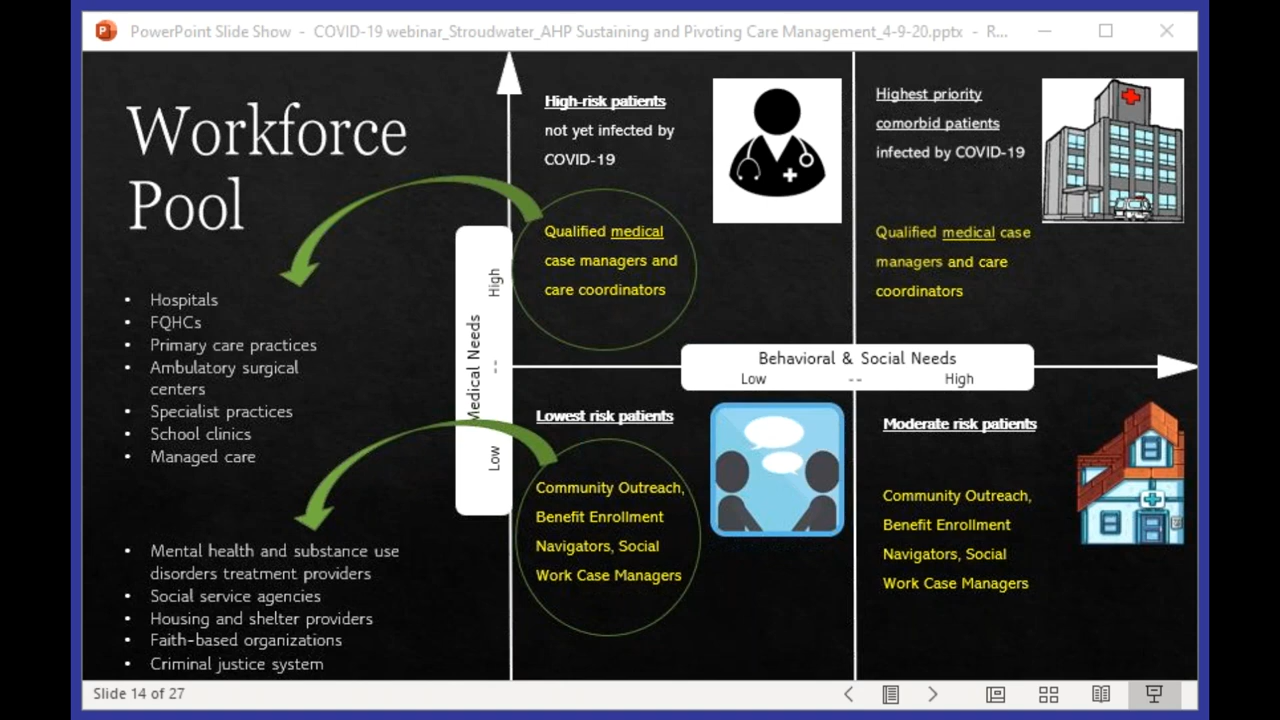 PowerPoint Slide Show - COVID-19 webinar_Stroudwater_AHP Sustaining and Pivoting Care Management_4-9-20.pptx - R...
Workforce
Pool
• Hospitals
• FQHCs
• Primary care practices
• Ambulatory surgical
centers
• Specialist practices
• School clinics
• Managed care
• Mental health and substance use
disorders treatment providers
• Social service agencies
• Housing and shelter providers
• Faith-based organizations
• Criminal justice system
Medical Needs
Low -- High
High-risk patients
not yet infected by
COVID-19
Qualified medical
case managers and
care coordinators
Highest priority
comorbid patients
infected by COVID-19
Qualified medical case
managers and care
coordinators
Behavioral & Social Needs
Low -- High
Lowest risk patients
Community Outreach,
Benefit Enrollment
Navigators, Social
Work Case Managers
Moderate risk patients
Community Outreach,
Benefit Enrollment
Navigators, Social
Work Case Managers
Slide 14 of 27